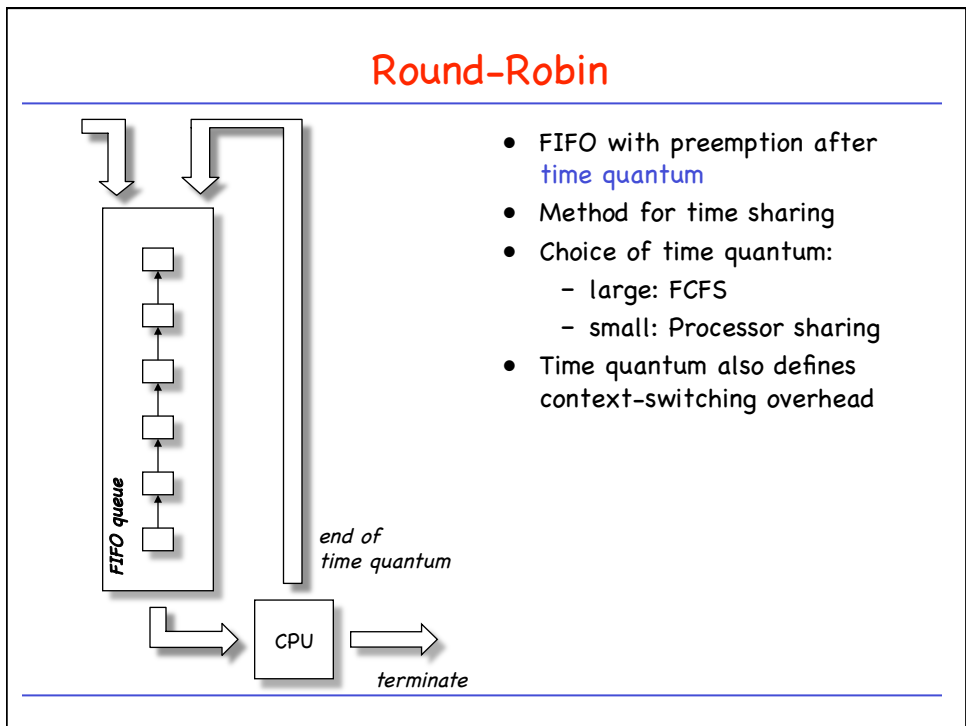 Round-Robin
• FIFO with preemption after
time quantum
• Method for time sharing
• Choice of time quantum:
– large: FCFS
– small: Processor sharing
• Time quantum also defines
context-switching overhead
FIFO queue
end of
time quantum
CPU
terminate